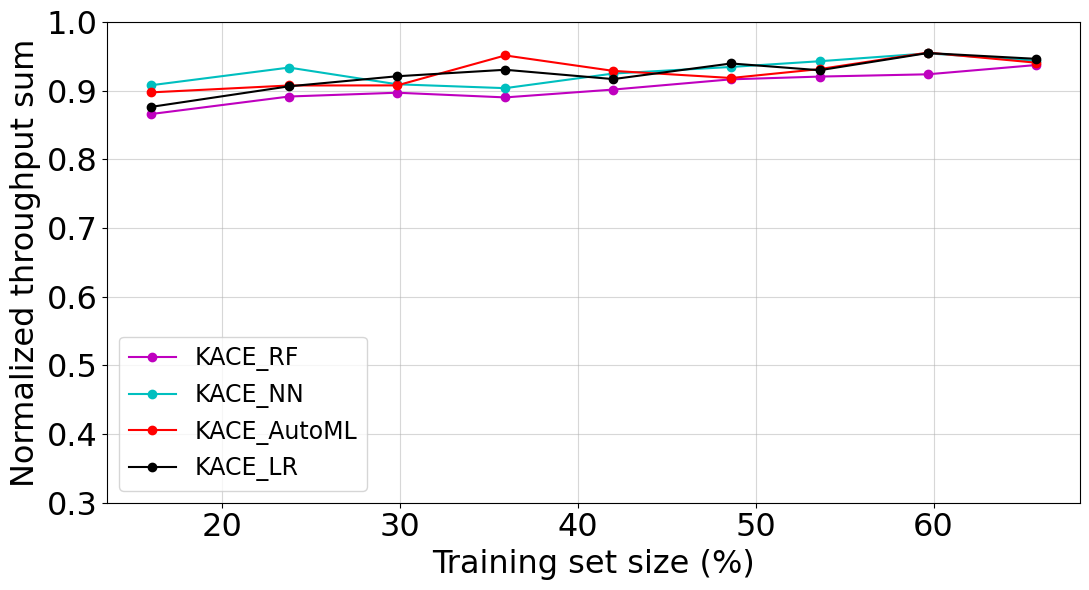 Normalized throughput sum
1.0
0.9
0.8
0.7
0.6
0.5
0.4
0.3
KACE_RF
KACE_NN
KACE_AutoML
KACE_LR
20 30 40 50 60
Training set size (%)